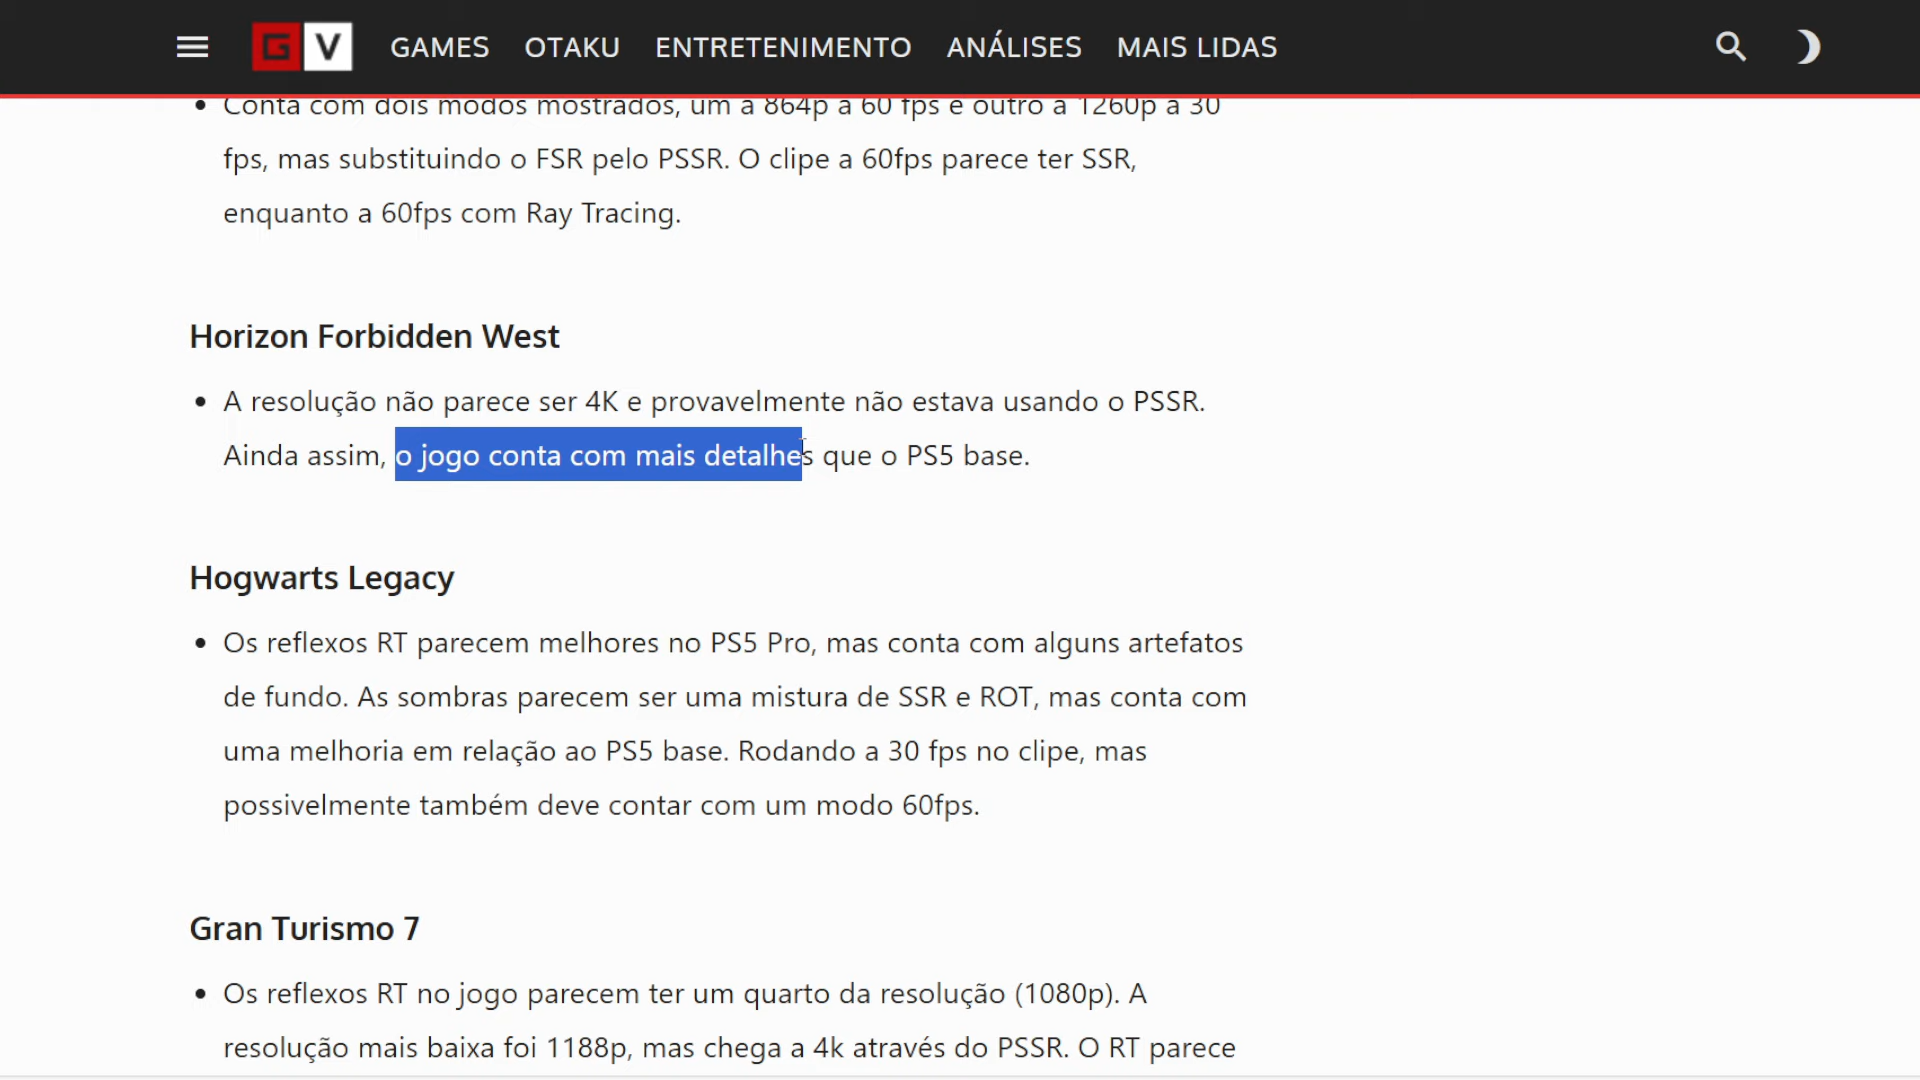 G V GAMES OTAKU ENTRETENIMENTO ANÁLISES MAIS LIDAS
• Conta com dois modos mostrados, um a 864p a 60 fps e outro a 1260p a 30
fps, mas substituindo o FSR pelo PSSR. O clipe a 60fps parece ter SSR,
enquanto a 60fps com Ray Tracing.
Horizon Forbidden West
• A resolução não parece ser 4K e provavelmente não estava usando o PSSR.
Ainda assim, o jogo conta com mais detalhes que o PS5 base.
Hogwarts Legacy
• Os reflexos RT parecem melhores no PS5 Pro, mas conta com alguns artefatos
de fundo. As sombras parecem ser uma mistura de SSR e ROT, mas conta com
uma melhoria em relação ao PS5 base. Rodando a 30 fps no clipe, mas
possivelmente também deve contar com um modo 60fps.
Gran Turismo 7
• Os reflexos RT no jogo parecem ter um quarto da resolução (1080p). A
resolução mais baixa foi 1188p, mas chega a 4k através do PSSR. O RT parece